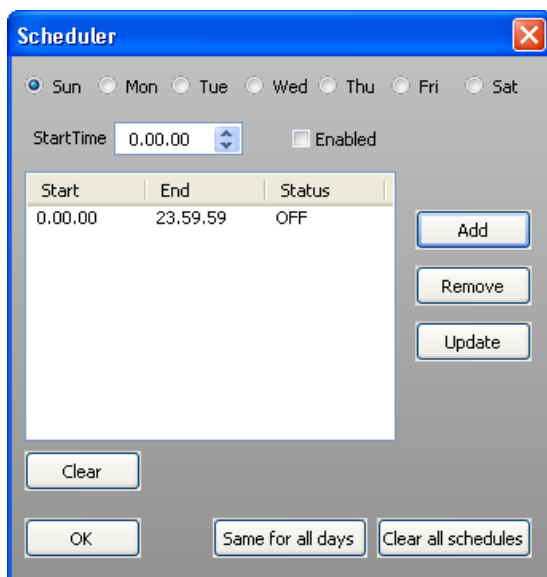 Scheduler
Sun Mon Tue Wed Thu Fri Sat
StartTime 0.00.00 Enabled
Start End Status
0.00.00 23.59.59 OFF
Add
Remove
Update
Clear
OK Same for all days Clear all schedules